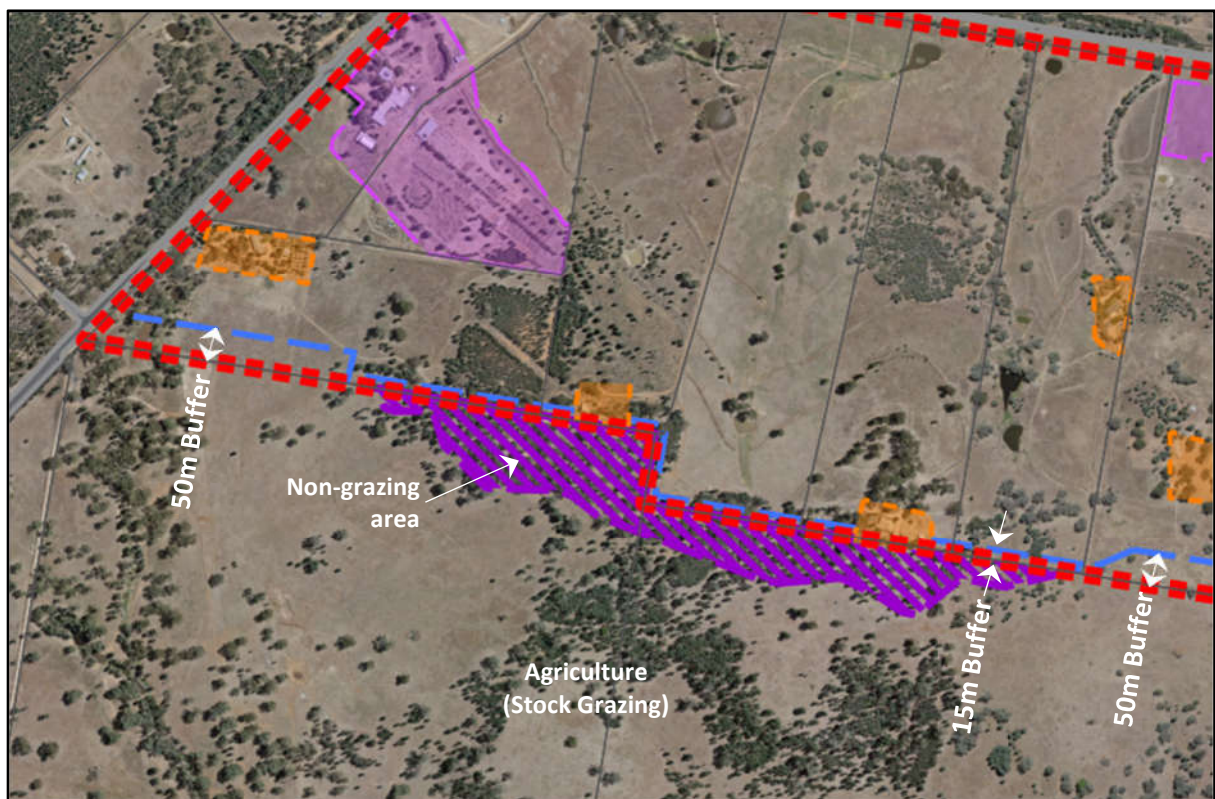 50m Buffer
Non-grazing
area
Agriculture
(Stock Grazing)
15m Buffer
50m Buffer